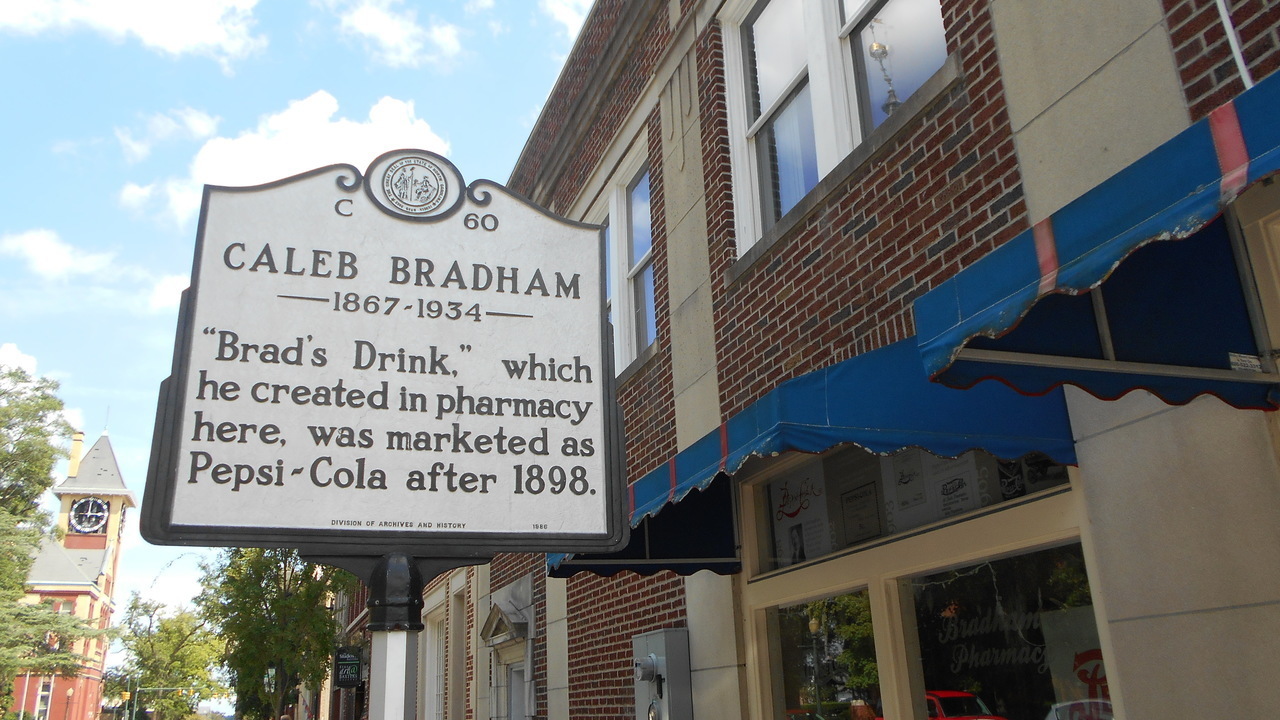 C 60
CALEB BRADHAM
1867-1934
"Brad's Drink," which
he created in pharmacy
here, was marketed as
Pepsi-Cola after 1898.
DIVISION OF ARCHIVES AND HISTORY
Bradham
Pharmacy